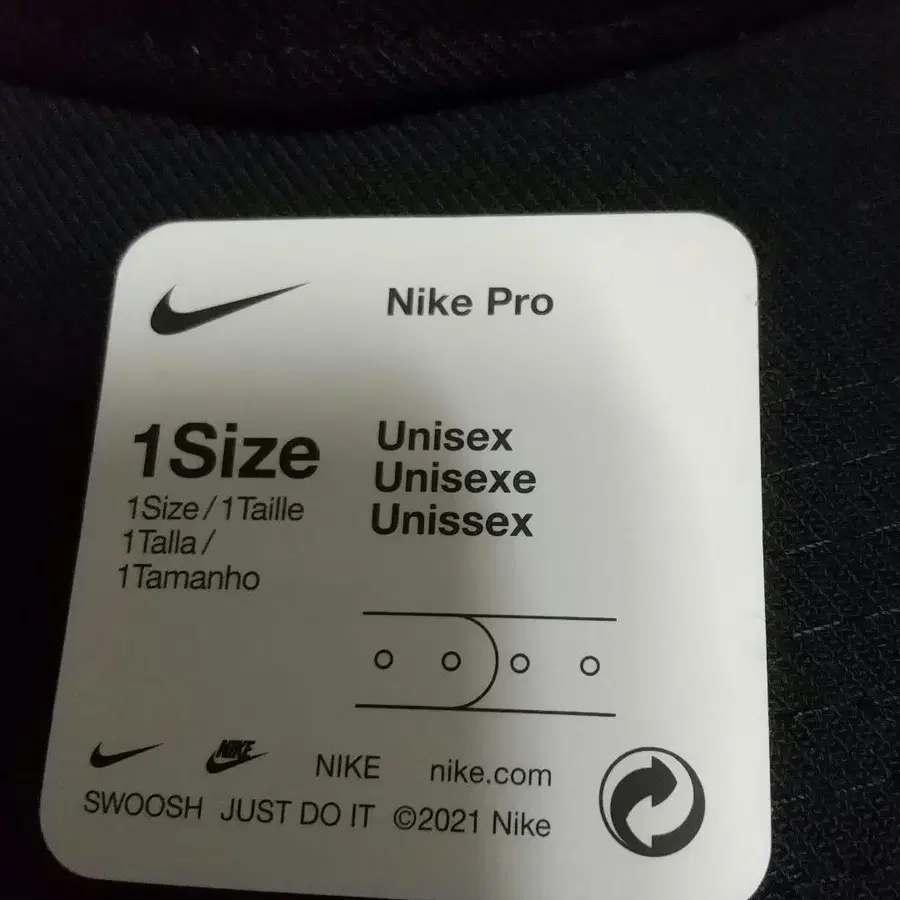 Nike Pro
1Size
1Size / 1Taille
1Talla /
1Tamanho
Unisex
Unisexe
Unissex
NIKE NIKE nike.com
SWOOSH JUST DO IT ©2021 Nike